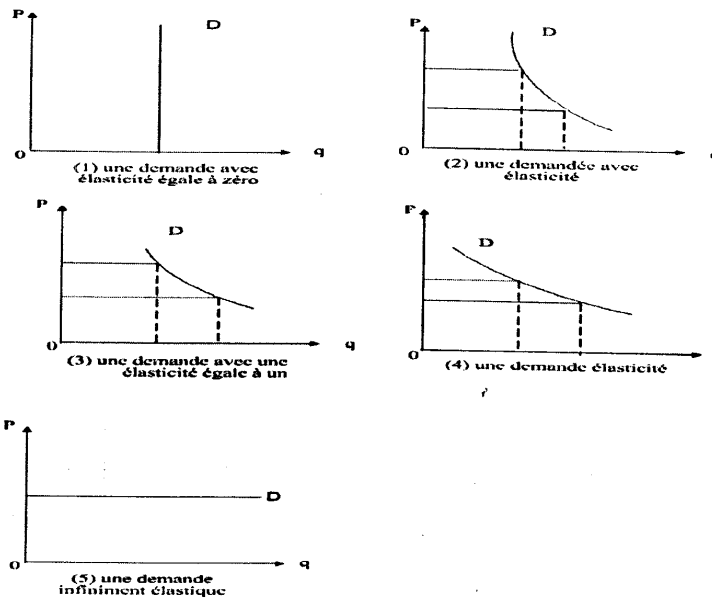 P
D
0
q
(1) une demande avec
élasticité égale à zéro
P
D
0
(2) une demandée avec
élasticité
P
D
0
q
(3) une demande avec une
élasticité égale à un
P
D
0
(4) une demande élasticité
P
D
0
q
(5) une demande
infiniment élastique